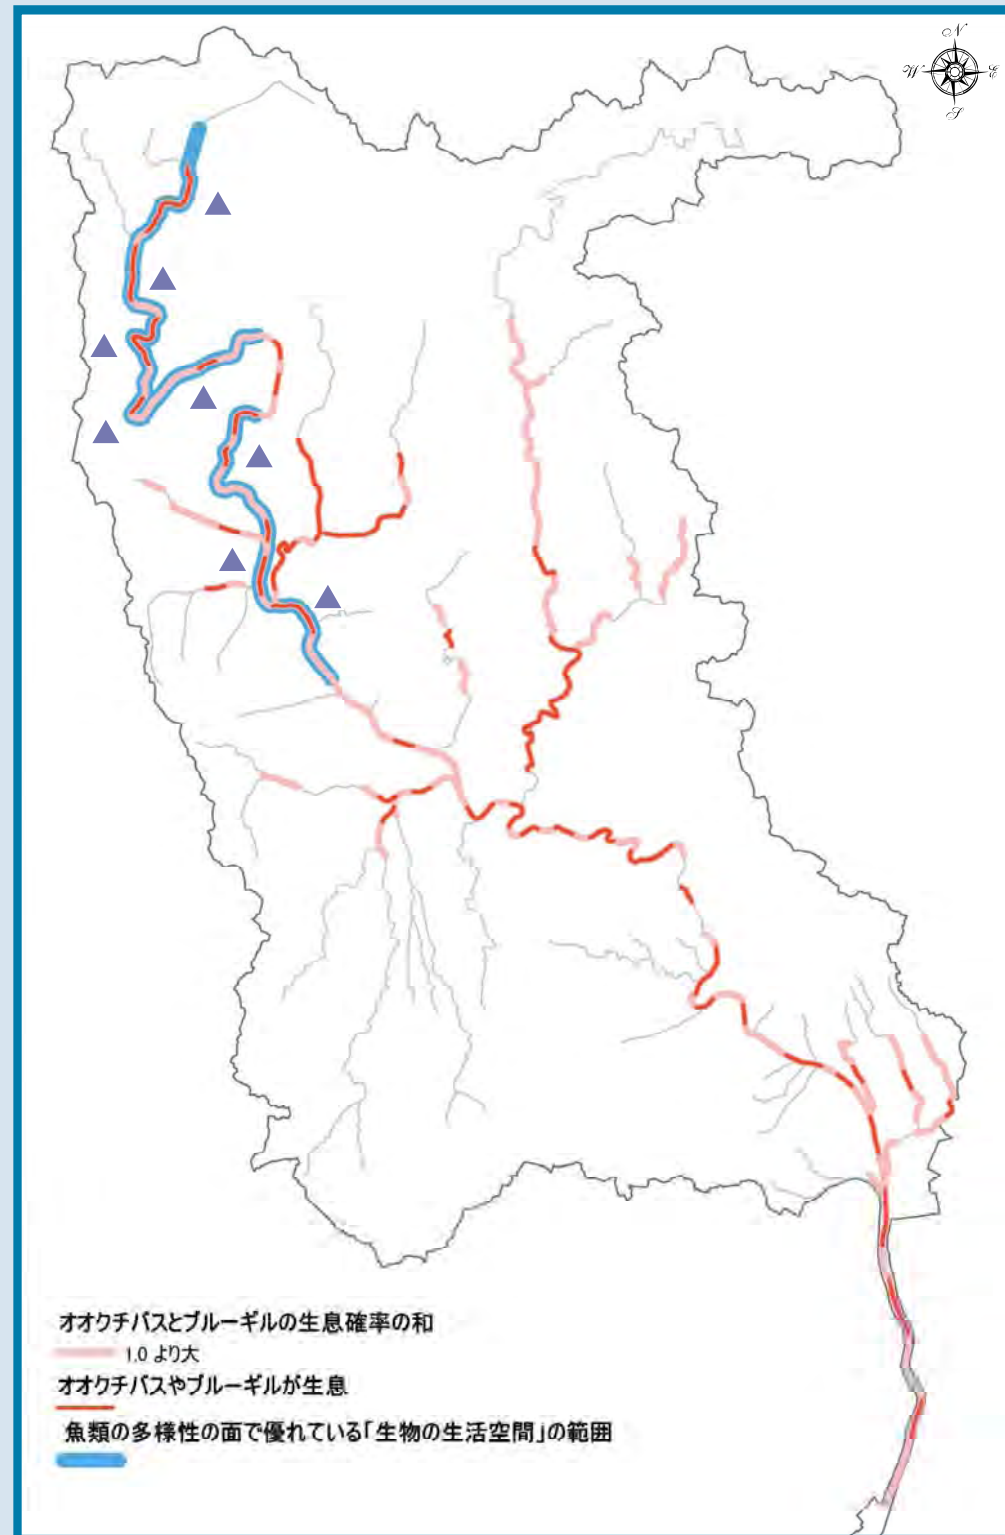 N
W E
S
オオクチバスとブルーギルの生息確率の和
1.0 より大
オオクチバスやブルーギルが生息
魚類の多様性の面で優れている「生物の生活空間」の範囲